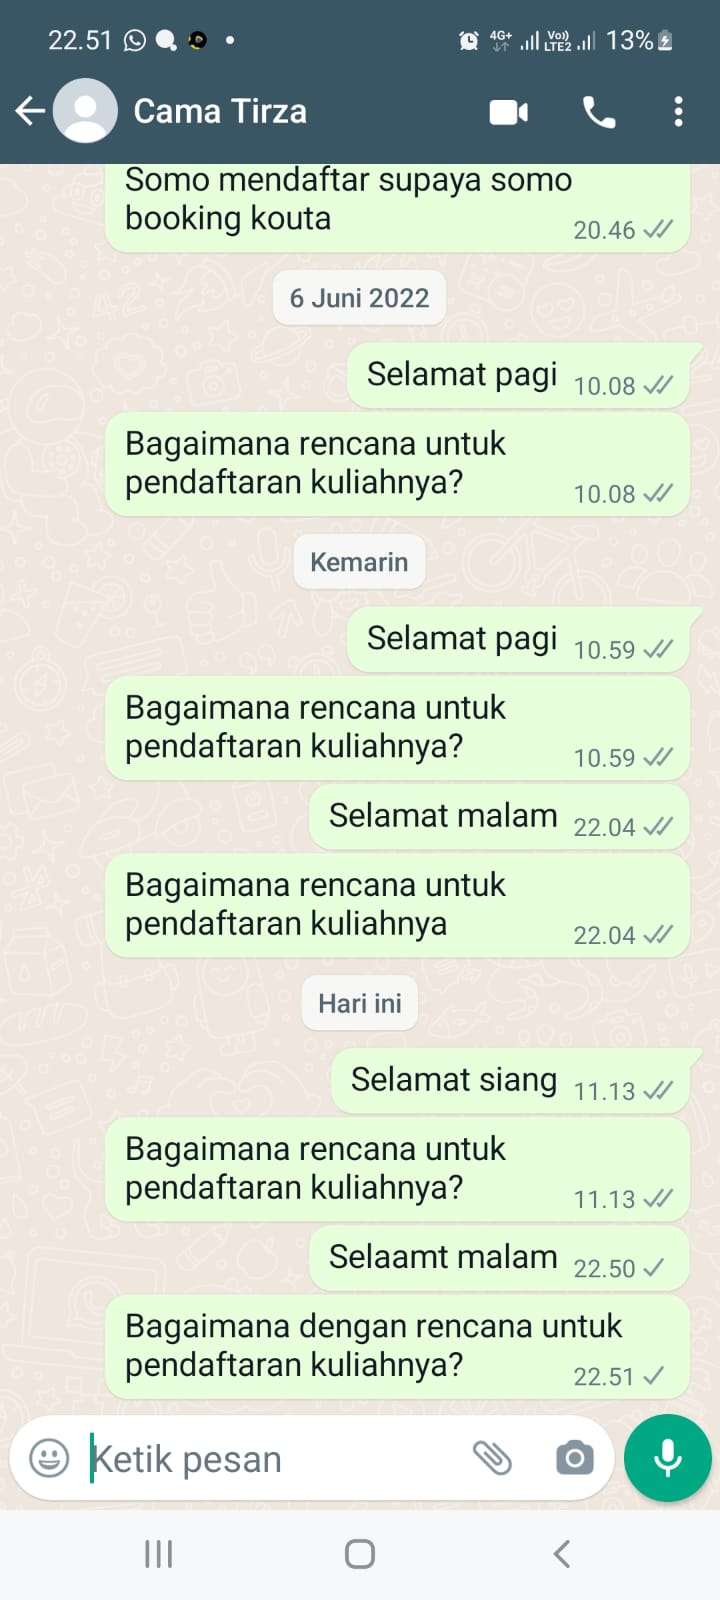 22.51
4G+
Vo))
LTE2
13%
Cama Tirza
Somo mendaftar supaya somo
booking kouta
20.46
6 Juni 2022
Selamat pagi 10.08
Bagaimana rencana untuk
pendaftaran kuliahnya?
10.08
Kemarin
Selamat pagi 10.59
Bagaimana rencana untuk
pendaftaran kuliahnya?
10.59
Selamat malam 22.04
Bagaimana rencana untuk
pendaftaran kuliahnya
22.04
Hari ini
Selamat siang 11.13
Bagaimana rencana untuk
pendaftaran kuliahnya?
11.13
Selaamt malam 22.50
Bagaimana dengan rencana untuk
pendaftaran kuliahnya?
22.51
Ketik pesan